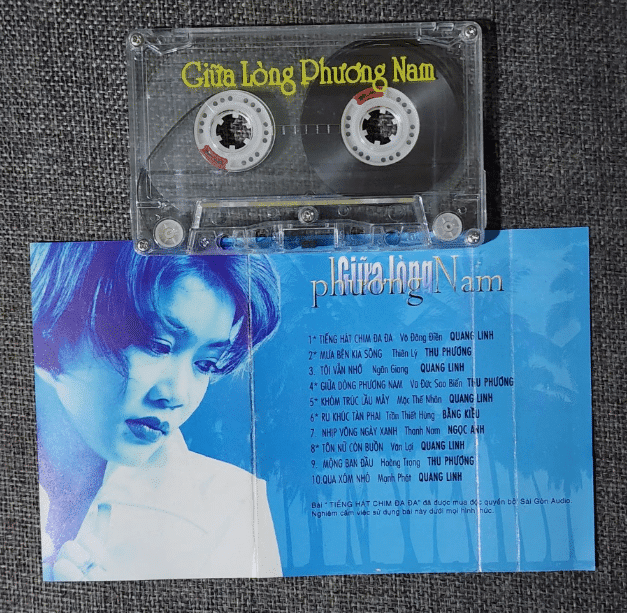 Giữa Lòng Phương Nam
Giữa lòng
phương Nam
1* TIẾNG HÁT CHIM ĐA ĐA Võ Đông Điền QUANG LINH
2* MƯA BÊN KIA SÔNG Thiên Lý THU PHƯƠNG
3. TÔI VẪN NHỚ Ngân Giang QUANG LINH
4* GIỮA DÒNG PHƯƠNG NAM Vũ Đức Sao Biển THU PHƯƠNG
5* KHÓM TRÚC LẦU MÂY Mặc Thế Nhân QUANG LINH
6* RU KHÚC TÀN PHAI Trần Thiết Hùng BẰNG KIỀU
7. NHỊP VÕNG NGÀY XANH Thanh Nam NGỌC ÁNH
8* TÔN NỮ CÒN BUỒN Vân Lợi QUANG LINH
9. MỘNG BAN ĐẦU Hoàng Trọng THU PHƯƠNG
10. QUA XÓM NHỎ Mạnh Phát QUANG LINH
Bài "TIẾNG HÁT CHIM ĐA ĐA" đã được mua độc quyền bởi Sài Gòn Audio.
Nghiêm cấm việc sử dụng bài này dưới mọi hình thức.